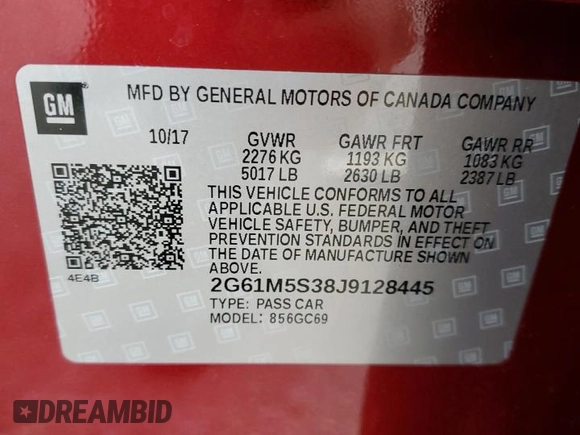 GM
MFD BY GENERAL MOTORS OF CANADA COMPANY
10/17 GVWR GAWR FRT GAWR RR
2276 KG 1193 KG 1083 KG
5017 LB 2630 LB 2387 LB
THIS VEHICLE CONFORMS TO ALL
APPLICABLE U.S. FEDERAL MOTOR
VEHICLE SAFETY, BUMPER, AND THEFT
PREVENTION STANDARDS IN EFFECT ON
THE DATE OF MANUFACTURE SHOWN
ABOVE.
4E4B
2G61M5S38J9128445
TYPE: PASS CAR
MODEL: 856GC69
DREAMBID